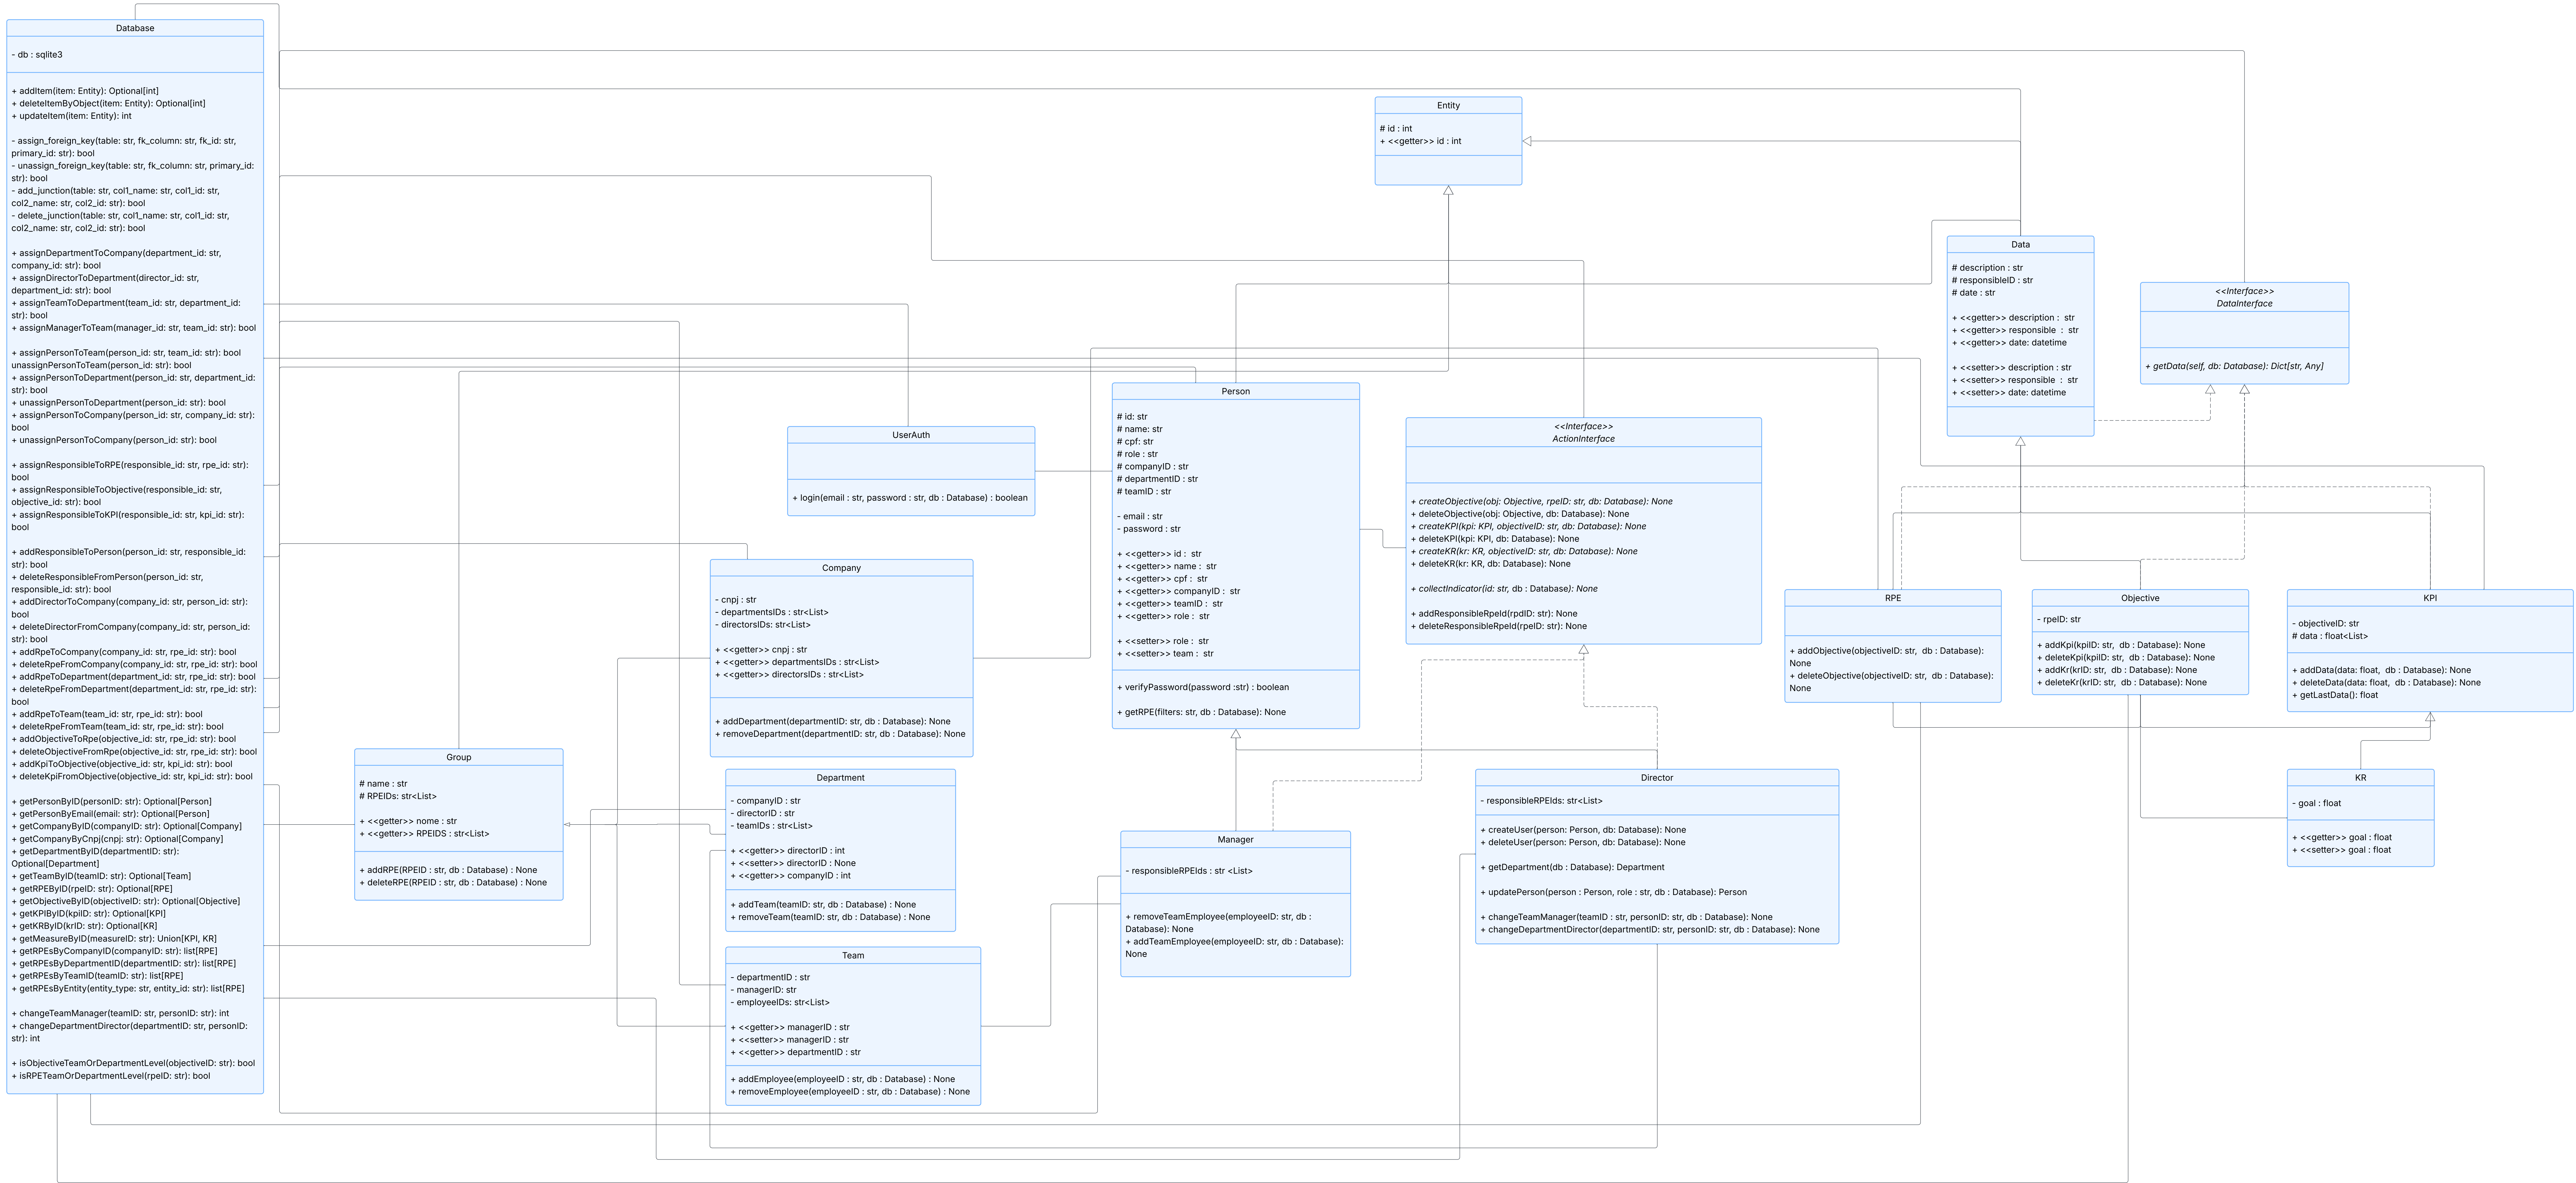 Database
- db : sqlite3
+ addItem(item: Entity): Optional[int]
+ deleteItemByObject(item: Entity): Optional[int]
+ updateItem(item: Entity): int
- assign_foreign_key(table: str, fk_column: str, fk_id: str,
primary_id: str): bool
- unassign_foreign_key(table: str, fk_column: str, primary_id:
str): bool
- add_junction(table: str, col1_name: str, col1_id: str,
col2_name: str, col2_id: str): bool
- delete_junction(table: str, col1_name: str, col1_id: str,
col2_name: str, col2_id: str): bool
+ assignDepartmentToCompany(department_id: str,
company_id: str): bool
+ assignDirectorToDepartment(director_id: str,
department_id: str): bool
+ assignTeamToDepartment(team_id: str, department_id:
str): bool
+ assignManagerToTeam(manager_id: str, team_id: str): bool
+ assignPersonToTeam(person_id: str, team_id: str): bool
unassignPersonToTeam(person_id: str): bool
+ assignPersonToDepartment(person_id: str, department_id:
str): bool
+ unassignPersonToDepartment(person_id: str): bool
+ assignPersonToCompany(person_id: str, company_id: str):
bool
+ unassignPersonToCompany(person_id: str): bool
+ assignResponsibleToRPE(responsible_id: str, rpe_id: str):
bool
+ assignResponsibleToObjective(responsible_id: str,
objective_id: str): bool
+ assignResponsibleToKPI(responsible_id: str, kpi_id: str):
bool
+ addResponsibleToPerson(person_id: str, responsible_id:
str): bool
+ deleteResponsibleFromPerson(person_id: str,
responsible_id: str): bool
+ addDirectorToCompany(company_id: str, person_id: str):
bool
+ deleteDirectorFromCompany(company_id: str, person_id:
str): bool
+ addRpeToCompany(company_id: str, rpe_id: str): bool
+ deleteRpeFromCompany(company_id: str, rpe_id: str): bool
+ addRpeToDepartment(department_id: str, rpe_id: str): bool
+ deleteRpeFromDepartment(department_id: str, rpe_id: str):
bool
+ addRpeToTeam(team_id: str, rpe_id: str): bool
+ deleteRpeFromTeam(team_id: str, rpe_id: str): bool
+ addObjectiveToRpe(objective_id: str, rpe_id: str): bool
+ deleteObjectiveFromRpe(objective_id: str, rpe_id: str): bool
+ addKpiToObjective(objective_id: str, kpi_id: str): bool
+ deleteKpiFromObjective(objective_id: str, kpi_id: str): bool
+ getPersonByID(personID: str): Optional[Person]
+ getPersonByEmail(email: str): Optional[Person]
+ getCompanyByID(companyID: str): Optional[Company]
+ getCompanyByCnpj(cnpj: str): Optional[Company]
+ getDepartmentByID(departmentID: str):
Optional[Department]
+ getTeamByID(teamID: str): Optional[Team]
+ getRPEByID(rpeID: str): Optional[RPE]
+ getObjectiveByID(objectiveID: str): Optional[Objective]
+ getKPIByID(kpiID: str): Optional[KPI]
+ getKRByID(krID: str): Optional[KR]
+ getMeasureByID(measureID: str): Union[KPI, KR]
+ getRPEsByCompanyID(companyID: str): list[RPE]
+ getRPEsByDepartmentID(departmentID: str): list[RPE]
+ getRPEsByTeamID(teamID: str): list[RPE]
+ getRPEsByEntity(entity_type: str, entity_id: str): list[RPE]
+ changeTeamManager(teamID: str, personID: str): int
+ changeDepartmentDirector(departmentID: str, personID:
str): int
+ isObjectiveTeamOrDepartmentLevel(objectiveID: str): bool
+ isRPETeamOrDepartmentLevel(rpeID: str): bool
Entity
# id : int
+ <<getter>> id : int
Data
# description : str
# responsibleID : str
# date : str
+ <<getter>> description :  str
+ <<getter>> responsible  :  str
+ <<getter>> date: datetime
+ <<setter>> description : str
+ <<setter>> responsible  :  str
+ <<setter>> date: datetime
<<Interface>>
DataInterface
+ getData(self, db: Database): Dict[str, Any]
UserAuth
+ login(email : str, password : str, db : Database) : boolean
Person
# id: str
# name: str
# cpf: str
# role : str
# companyID : str
# departmentID : str
# teamID : str
- email : str
- password : str
+ <<getter>> id :  str
+ <<getter>> name :  str
+ <<getter>> cpf :  str
+ <<getter>> companyID :  str
+ <<getter>> teamID :  str
+ <<getter>> role :  str
+ <<setter>> role :  str
+ <<setter>> team :  str
+ verifyPassword(password :str) : boolean
+ getRPE(filters: str, db : Database): None
<<Interface>>
ActionInterface
+ createObjective(obj: Objective, rpeID: str, db: Database): None
+ deleteObjective(obj: Objective, db: Database): None
+ createKPI(kpi: KPI, objectiveID: str, db: Database): None
+ deleteKPI(kpi: KPI, db: Database): None
+ createKR(kr: KR, objectiveID: str, db: Database): None
+ deleteKR(kr: KR, db: Database): None
+ collectIndicator(id: str, db : Database): None
+ addResponsibleRpeId(rpdID: str): None
+ deleteResponsibleRpeId(rpeID: str): None
Company
- cnpj : str
- departmentsIDs : str<List>
- directorsIDs: str<List>
+ <<getter>> cnpj : str
+ <<getter>> departmentsIDs : str<List>
+ <<getter>> directorsIDs : str<List>
+ addDepartment(departmentID: str, db : Database): None
+ removeDepartment(departmentID: str, db : Database): None
RPE
+ addObjective(objectiveID: str,  db : Database):
None
+ deleteObjective(objectiveID: str,  db : Database):
None
Objective
- rpeID: str
+ addKpi(kpiID: str,  db : Database): None
+ deleteKpi(kpiID: str,  db : Database): None
+ addKr(krID: str,  db : Database): None
+ deleteKr(krID: str,  db : Database): None
KPI
- objectiveID: str
# data : float<List>
+ addData(data: float,  db : Database): None
+ deleteData(data: float,  db : Database): None
+ getLastData(): float
Group
# name : str
# RPEIDs: str<List>
+ <<getter>> nome : str
+ <<getter>> RPEIDS : str<List>
+ addRPE(RPEID : str, db : Database) : None
+ deleteRPE(RPEID : str, db : Database) : None
Department
- companyID : str
- directorID : str
- teamIDs : str<List>
+ <<getter>> directorID : int
+ <<setter>> directorID : None
+ <<getter>> companyID : int
+ addTeam(teamID: str, db : Database) : None
+ removeTeam(teamID: str, db : Database) : None
Team
- departmentID : str
- managerID: str
- employeeIDs: str<List>
+ <<getter>> managerID : str
+ <<setter>> managerID : str
+ <<getter>> departmentID : str
+ addEmployee(employeeID : str, db : Database) : None
+ removeEmployee(employeeID : str, db : Database) : None
Manager
- responsibleRPEIds : str <List>
+ removeTeamEmployee(employeeID: str, db :
Database): None
+ addTeamEmployee(employeeID: str, db : Database):
None
Director
- responsibleRPEIds: str<List>
+ createUser(person: Person, db: Database): None
+ deleteUser(person: Person, db: Database): None
+ getDepartment(db : Database): Department
+ updatePerson(person : Person, role : str, db : Database): Person
+ changeTeamManager(teamID : str, personID: str, db : Database): None
+ changeDepartmentDirector(departmentID: str, personID: str, db : Database): None
KR
- goal : float
+ <<getter>> goal : float
+ <<setter>> goal : float